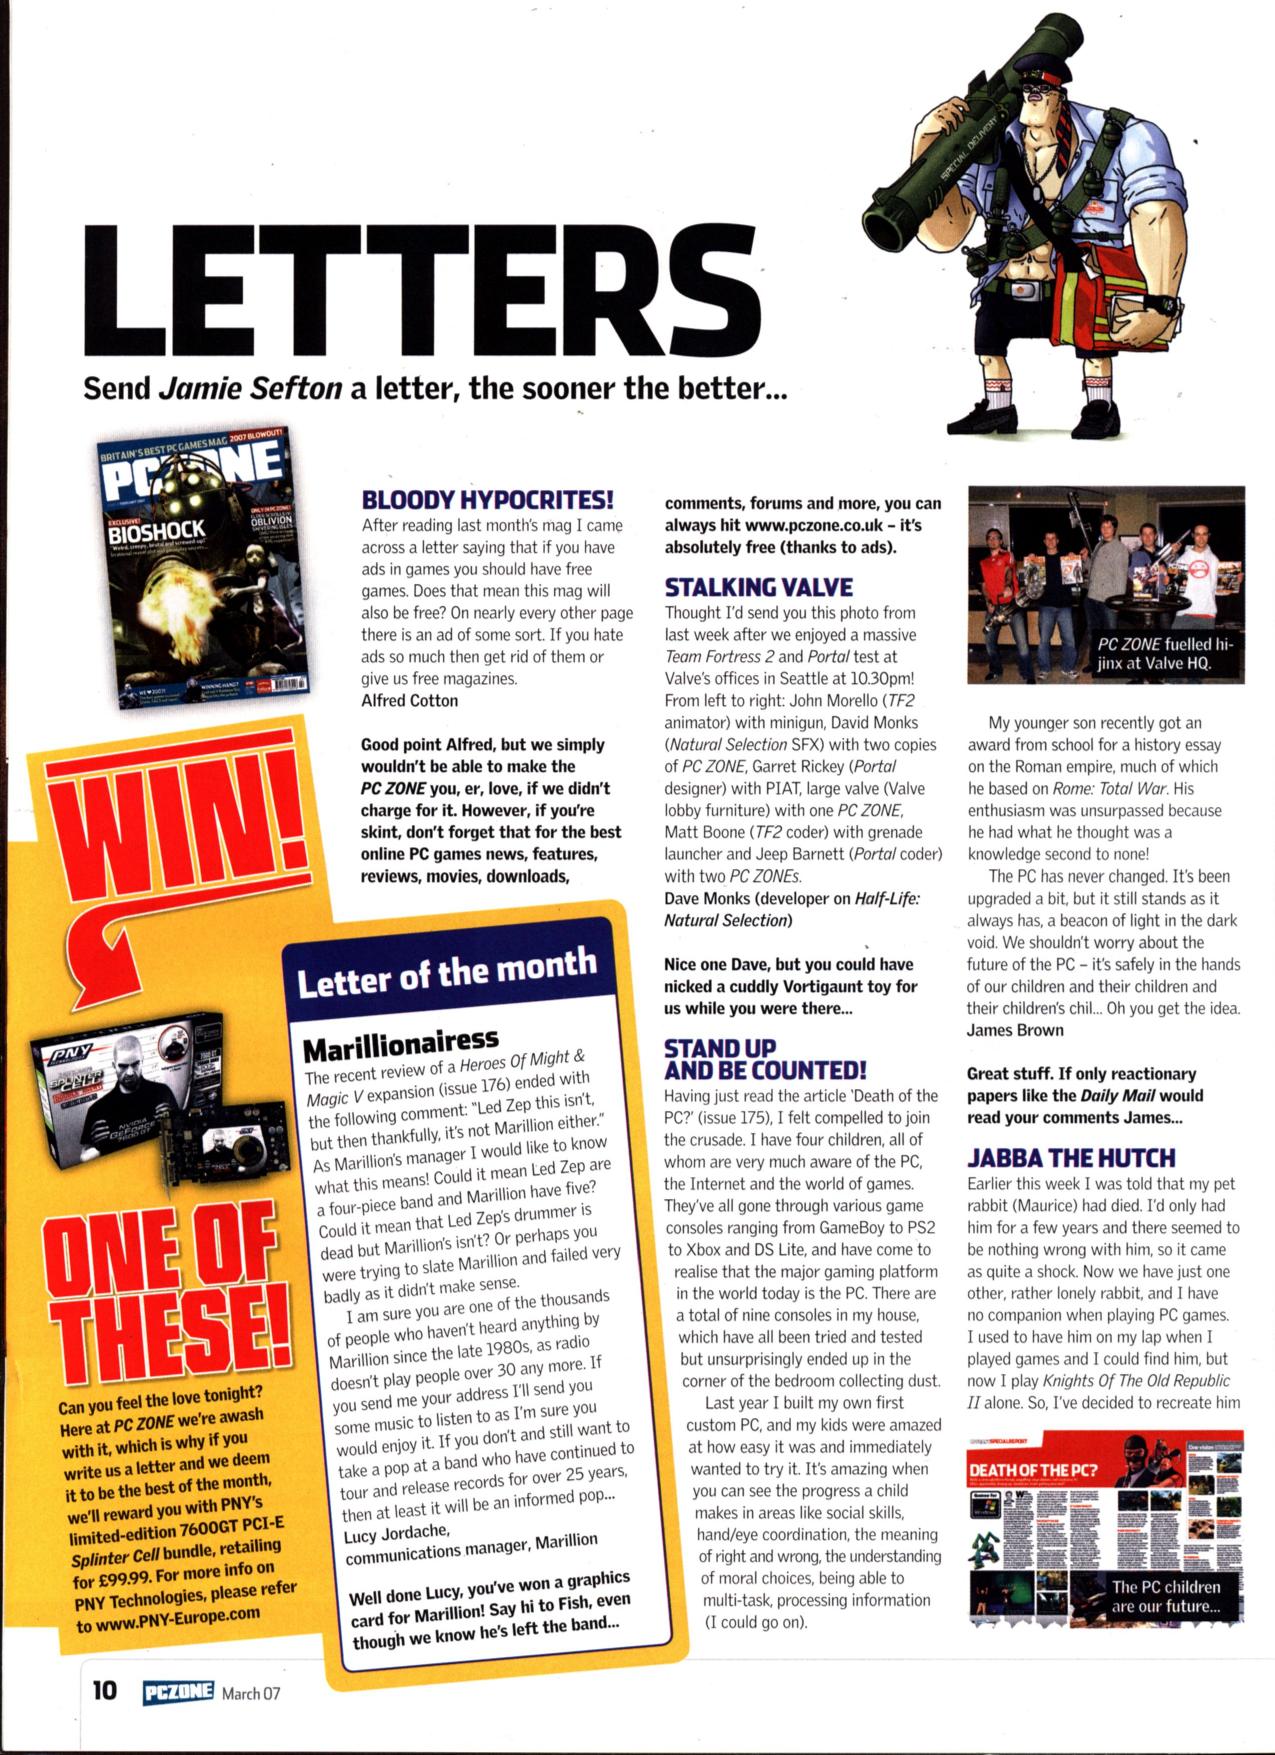 SPECIAL DELIVERY
LETTERS
Send Jamie Sefton a letter, the sooner the better...
BRITAIN'S BEST PC GAMES MAG
2007 BLOWOUT!
PCZONE
EXCLUSIVE!
BIOSHOCK
OBLIVION
WIN!
PNY
SPLINTER CELL
NVIDIA
GEFORCE
7600 GT
ONE OF
THESE!
Can you feel the love tonight?
Here at PC ZONE we're awash
with it, which is why if you
write us a letter and we deem
it to be the best of the month,
we'll reward you with PNY's
limited-edition 7600GT PCI-E
Splinter Cell bundle, retailing
for £99.99. For more info on
PNY Technologies, please refer
to www.PNY-Europe.com
BLOODY HYPOCRITES!
After reading last month's mag I came
across a letter saying that if you have
ads in games you should have free
games. Does that mean this mag will
also be free? On nearly every other page
there is an ad of some sort. If you hate
ads so much then get rid of them or
give us free magazines.
Alfred Cotton
Good point Alfred, but we simply
wouldn't be able to make the
PC ZONE you, er, love, if we didn't
charge for it. However, if you're
skint, don't forget that for the best
online PC games news, features,
reviews, movies, downloads,
Letter of the month
Marillionairess
The recent review of a Heroes Of Might &
Magic V expansion (issue 176) ended with
the following comment: "Led Zep this isn't,
but then thankfully, it's not Marillion either."
As Marillion's manager I would like to know
what this means! Could it mean Led Zep are
a four-piece band and Marillion have five?
Could it mean that Led Zep's drummer is
dead but Marillion's isn't? Or perhaps you
were trying to slate Marillion and failed very
badly as it didn't make sense.
I am sure you are one of the thousands
of people who haven't heard anything by
Marillion since the late 1980s, as radio
doesn't play people over 30 any more. If
you send me your address I'll send you
some music to listen to as I'm sure you
would enjoy it. If you don't and still want to
take a pop at a band who have continued to
tour and release records for over 25 years,
then at least it will be an informed pop...
Lucy Jordache,
communications manager, Marillion
Well done Lucy, you've won a graphics
card for Marillion! Say hi to Fish, even
though we know he's left the band...
comments, forums and more, you can
always hit www.pczone.co.uk – it's
absolutely free (thanks to ads).
STALKING VALVE
Thought I'd send you this photo from
last week after we enjoyed a massive
Team Fortress 2 and Portal test at
Valve's offices in Seattle at 10.30pm!
From left to right: John Morello (TF2
animator) with minigun, David Monks
(Natural Selection SFX) with two copies
of PC ZONE, Garret Rickey (Portal
designer) with PIAT, large valve (Valve
lobby furniture) with one PC ZONE,
Matt Boone (TF2 coder) with grenade
launcher and Jeep Barnett (Portal coder)
with two PC ZONEs.
Dave Monks (developer on Half-Life:
Natural Selection)
Nice one Dave, but you could have
nicked a cuddly Vortigaunt toy for
us while you were there...
STAND UP
AND BE COUNTED!
Having just read the article 'Death of the
PC?' (issue 175), I felt compelled to join
the crusade. I have four children, all of
whom are very much aware of the PC,
the Internet and the world of games.
They've all gone through various game
consoles ranging from GameBoy to PS2
to Xbox and DS Lite, and have come to
realise that the major gaming platform
in the world today is the PC. There are
a total of nine consoles in my house,
which have all been tried and tested
but unsurprisingly ended up in the
corner of the bedroom collecting dust.
Last year I built my own first
custom PC, and my kids were amazed
at how easy it was and immediately
wanted to try it. It's amazing when
you can see the progress a child
makes in areas like social skills,
hand/eye coordination, the meaning
of right and wrong, the understanding
of moral choices, being able to
multi-task, processing information
(I could go on).
PC ZONE fuelled hi-
jinx at Valve HQ.
My younger son recently got an
award from school for a history essay
on the Roman empire, much of which
he based on Rome: Total War. His
enthusiasm was unsurpassed because
he had what he thought was a
knowledge second to none!
The PC has never changed. It's been
upgraded a bit, but it still stands as it
always has, a beacon of light in the dark
void. We shouldn't worry about the
future of the PC – it's safely in the hands
of our children and their children and
their children's chil... Oh you get the idea.
James Brown
Great stuff. If only reactionary
papers like the Daily Mail would
read your comments James...
JABBA THE HUTCH
Earlier this week I was told that my pet
rabbit (Maurice) had died. I'd only had
him for a few years and there seemed to
be nothing wrong with him, so it came
as quite a shock. Now we have just one
other, rather lonely rabbit, and I have
no companion when playing PC games.
I used to have him on my lap when I
played games and I could find him, but
now I play Knights Of The Old Republic
II alone. So, I've decided to recreate him
DEATH OF THE PC?
The PC children
are our future...
10
PCZONE March 07